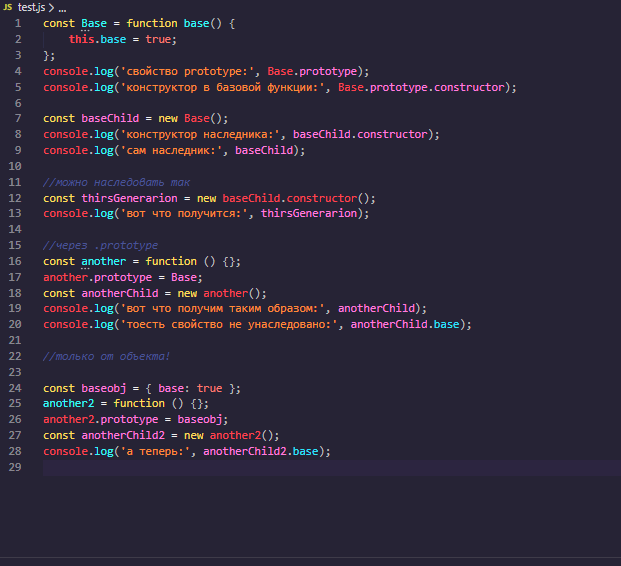 JS test.js > ...
1 const Base = function base() {
2 this.base = true;
3 };
4 console.log('свойство prototype:', Base.prototype);
5 console.log('конструктор в базовой функции:', Base.prototype.constructor);
6
7 const baseChild = new Base();
8 console.log('конструктор наследника:', baseChild.constructor);
9 console.log('сам наследник:', baseChild);
10
11 //можно наследовать так
12 const thirsGenerarion = new baseChild.constructor();
13 console.log('вот что получится:', thirsGenerarion);
14
15 //через .prototype
16 const another = function () {};
17 another.prototype = Base;
18 const anotherChild = new another();
19 console.log('вот что получим таким образом:', anotherChild);
20 console.log('тоесть свойство не унаследовано:', anotherChild.base);
21
22 //только от объекта!
23
24 const baseobj = { base: true };
25 another2 = function () {};
26 another2.prototype = baseobj;
27 const anotherChild2 = new another2();
28 console.log('а теперь:', anotherChild2.base);
29